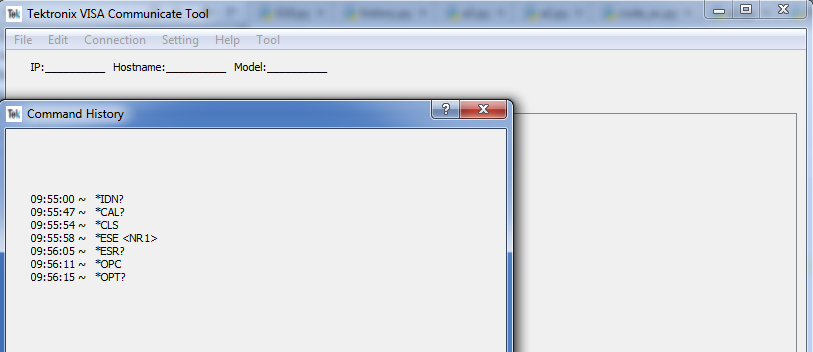 Tek Tektronix VISA Communicate Tool
File Edit Connection Setting Help Tool
IP:__________ Hostname:__________ Model:__________
Tek Command History
09:55:00 ~ *IDN?
09:55:47 ~ *CAL?
09:55:54 ~ *CLS
09:55:58 ~ *ESE <NR1>
09:56:05 ~ *ESR?
09:56:11 ~ *OPC
09:56:15 ~ *OPT?